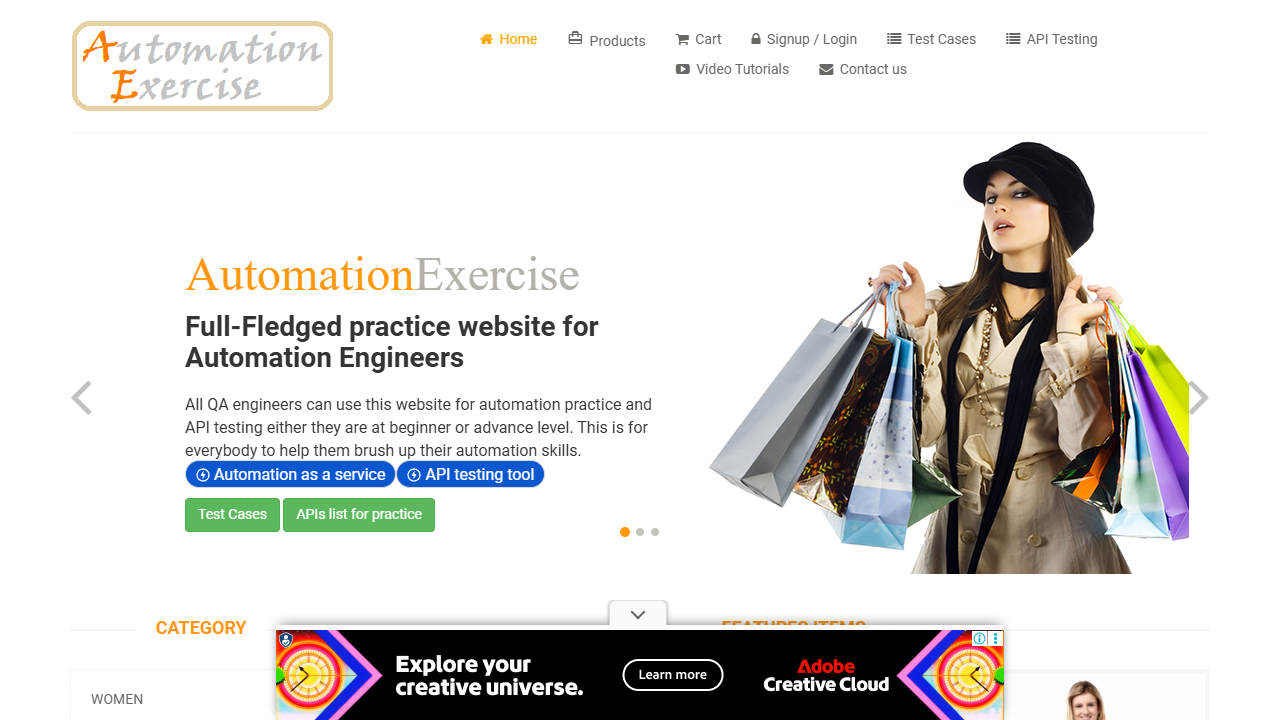 Automation
Exercise
Home
Products
Cart
Signup / Login
Test Cases
API Testing
Video Tutorials
Contact us
AutomationExercise
Full-Fledged practice website for
Automation Engineers
All QA engineers can use this website for automation practice and
API testing either they are at beginner or advance level. This is for
everybody to help them brush up their automation skills.
Automation as a service
API testing tool
Test Cases
APIs list for practice
CATEGORY
FEATURES ITEMS
WOMEN
Explore your
creative universe.
Learn more
Adobe
Creative Cloud